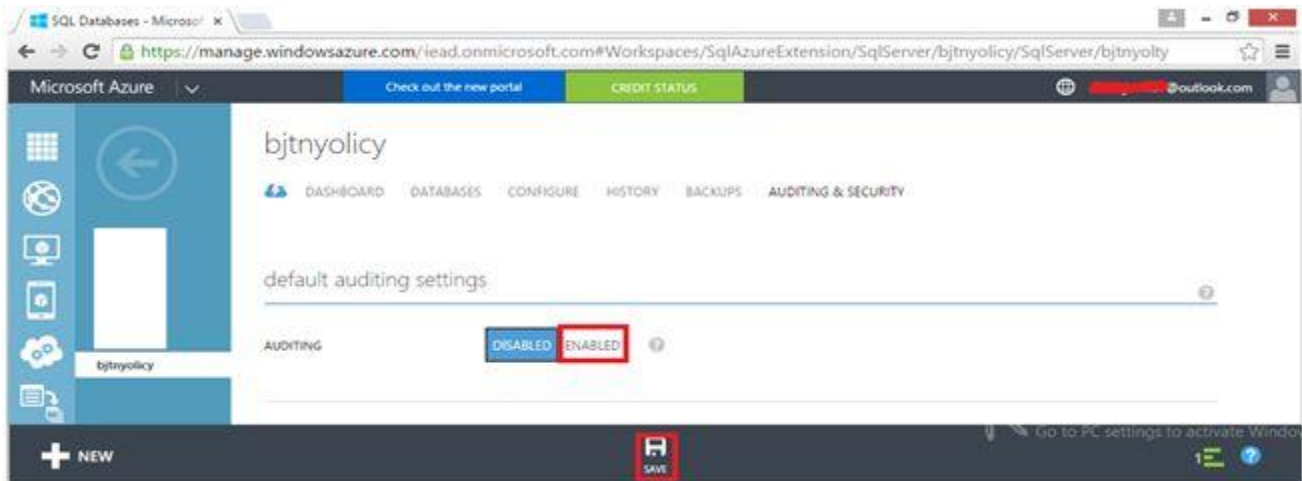 SQL Databases - Microsof
https://manage.windowsazure.com/iead.onmicrosoft.com#Workspaces/SqlAzureExtension/SqlServer/bjtnyolicy/SqlServer/bjtnyolty
Microsoft Azure
Check out the new portal
CREDIT STATUS
@outlook.com
bjtnyolicy
DASHBOARD DATABASES CONFIGURE HISTORY BACKUPS AUDITING & SECURITY
default auditing settings
AUDITING DISABLED ENABLED
bjtnyolicy
Go to PC settings to activate Window
NEW
SAVE
1